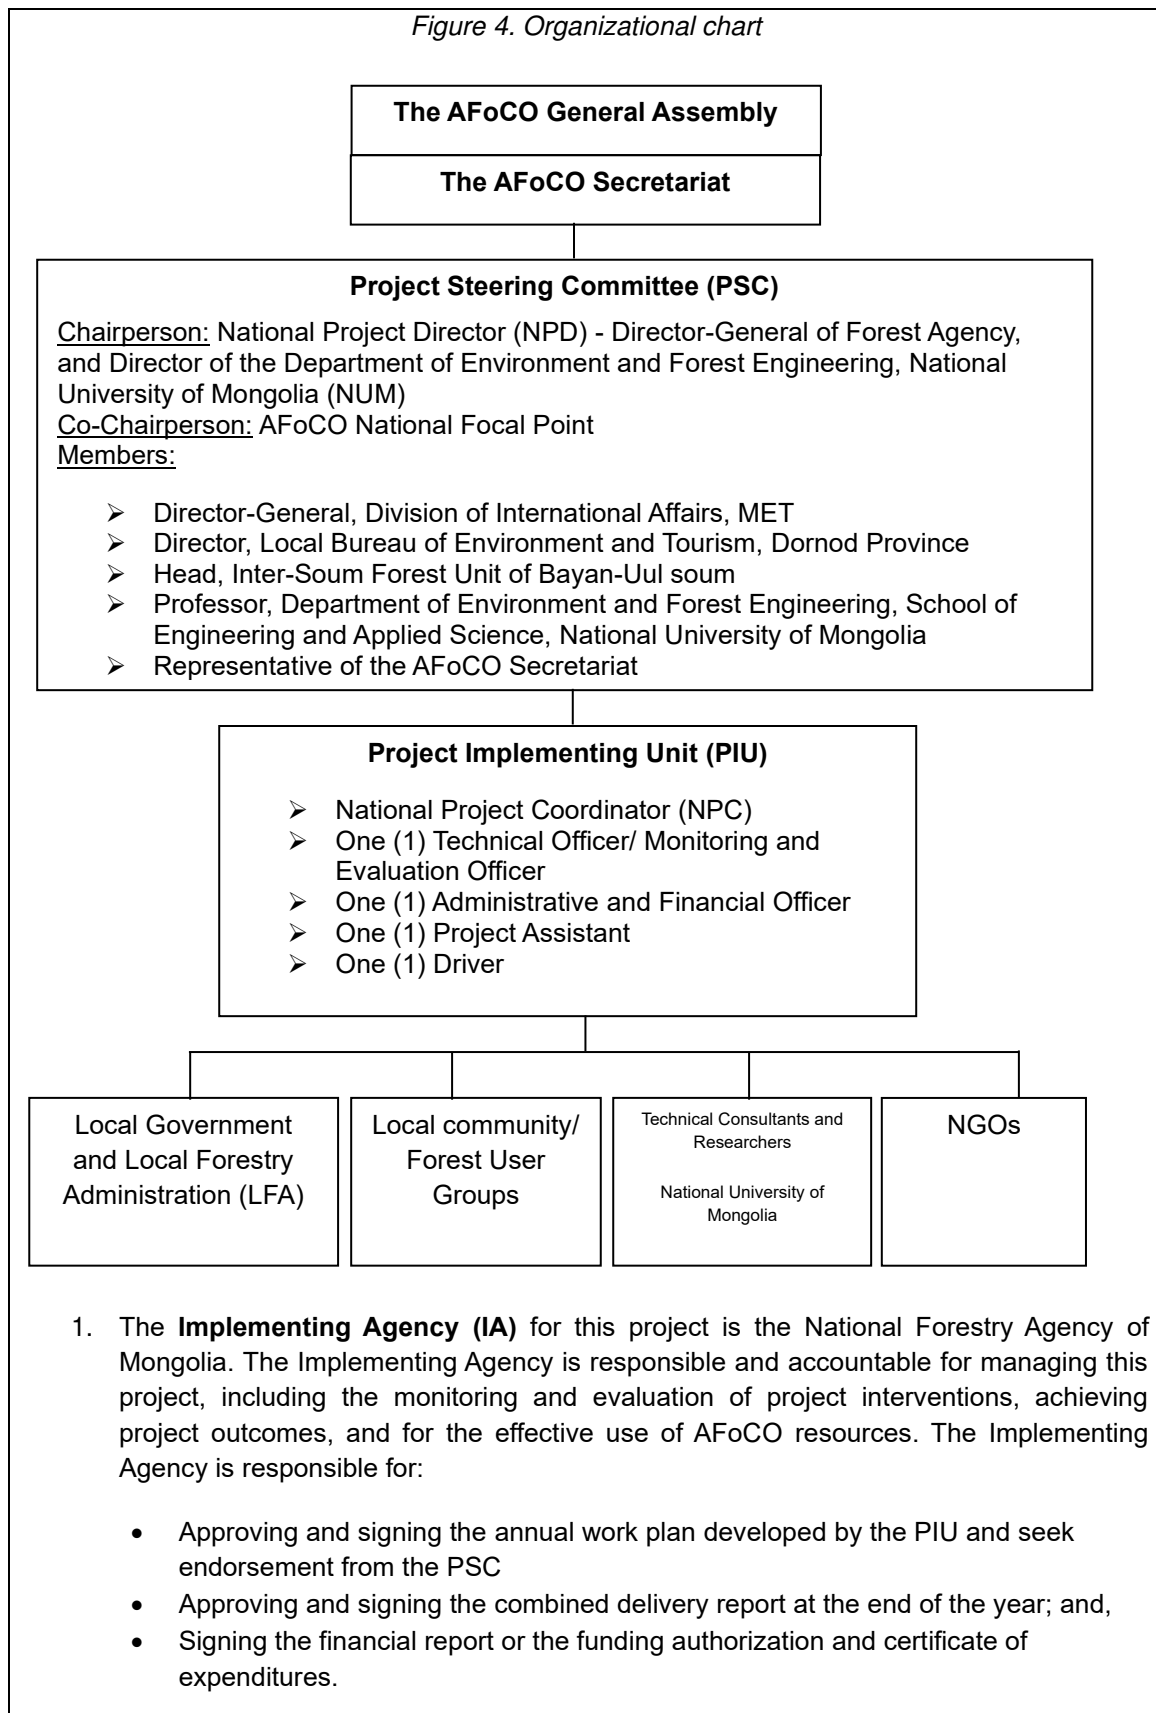 Figure 4. Organizational chart
The AFoCO General Assembly
The AFoCO Secretariat
Project Steering Committee (PSC)
Chairperson: National Project Director (NPD) - Director-General of Forest Agency,
and Director of the Department of Environment and Forest Engineering, National
University of Mongolia (NUM)
Co-Chairperson: AFoCO National Focal Point
Members:
➢ Director-General, Division of International Affairs, MET
➢ Director, Local Bureau of Environment and Tourism, Dornod Province
➢ Head, Inter-Soum Forest Unit of Bayan-Uul soum
➢ Professor, Department of Environment and Forest Engineering, School of
Engineering and Applied Science, National University of Mongolia
➢ Representative of the AFoCO Secretariat
Project Implementing Unit (PIU)
➢ National Project Coordinator (NPC)
➢ One (1) Technical Officer/ Monitoring and
Evaluation Officer
➢ One (1) Administrative and Financial Officer
➢ One (1) Project Assistant
➢ One (1) Driver
Local Government
and Local Forestry
Administration (LFA)
Local community/
Forest User
Groups
Technical Consultants and
Researchers
National University of
Mongolia
NGOs
1. The Implementing Agency (IA) for this project is the National Forestry Agency of
Mongolia. The Implementing Agency is responsible and accountable for managing this
project, including the monitoring and evaluation of project interventions, achieving
project outcomes, and for the effective use of AFoCO resources. The Implementing
Agency is responsible for:
• Approving and signing the annual work plan developed by the PIU and seek
endorsement from the PSC
• Approving and signing the combined delivery report at the end of the year; and,
• Signing the financial report or the funding authorization and certificate of
expenditures.